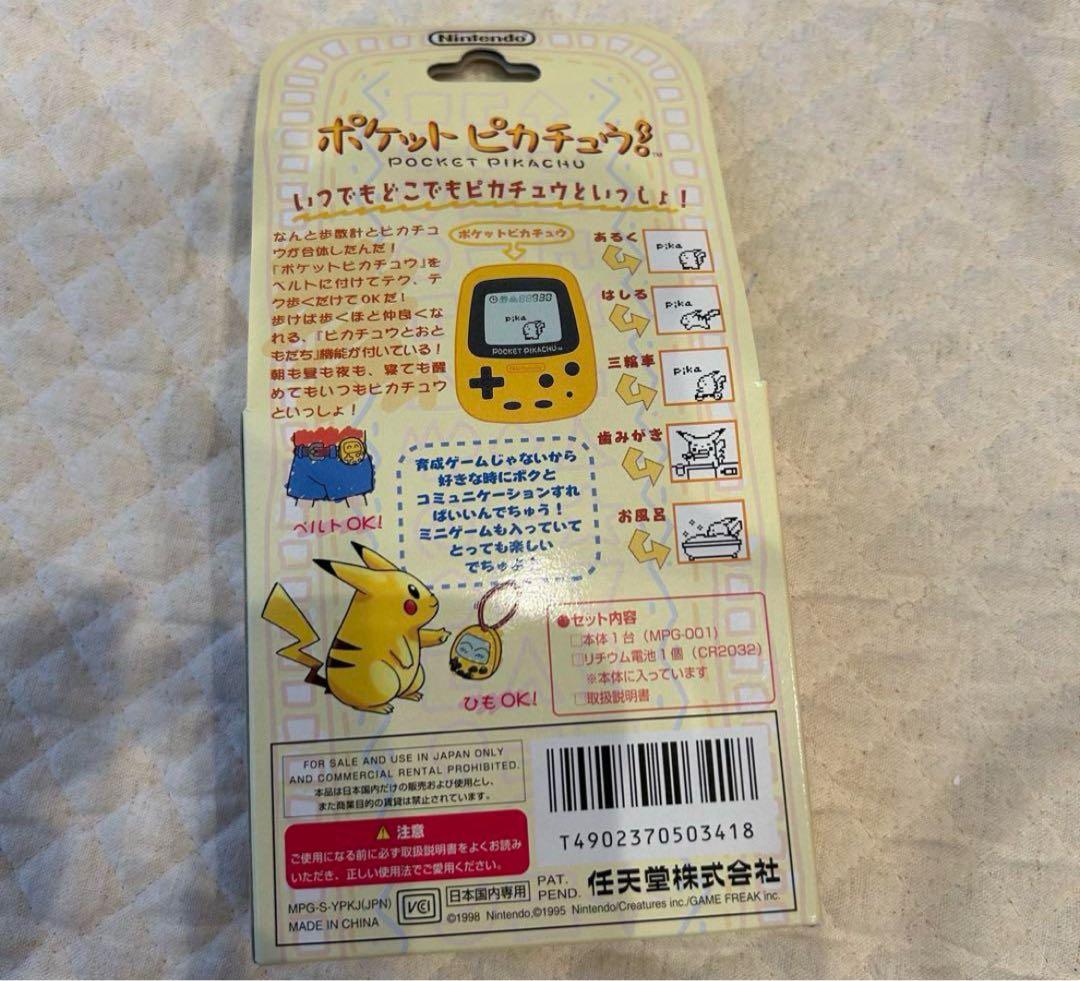 Nintendo
ポケットピカチュウ!
TM
POCKET PIKACHU
いつでもどこでもピカチュウといっしょ!
なんと歩数計とピカチュ
ウが合体したんだ!
「ポケットピカチュウ」を
ベルトに付けてテク、テ
ク歩くだけでOKだ!
歩けば歩くほど仲良くな
れる、「ピカチュウとおと
もだち」機能が付いている!
朝も昼も夜も、寝ても醒
めてもいつもピカチュウ
といっしょ!
ポケットピカチュウ
pika
POCKET PIKACHU
Nintendo
あるく
pika
はしる
pika
三輪車
pika
歯みがき
お風呂
ベルトOK!
育成ゲームじゃないから
好きな時にボクと
コミュニケーションすれ
ばいいんでちゅう!
ミニゲームも入っていて
とっても楽しい
でちゅよ
ひもOK!
●セット内容
□本体1台(MPG-001)
□リチウム電池1個(CR2032)
※本体に入っています
□取扱説明書
FOR SALE AND USE IN JAPAN ONLY
AND COMMERCIAL RENTAL PROHIBITED.
本品は日本国内だけの販売および使用とし、
また商業目的の賃貸は禁止されています。
⚠ 注意
ご使用になる前に必ず取扱説明書をよくお読み
いただき、正しい使用法でご愛用ください。
T4902370503418
MPG-S-YPKJ(JPN)
MADE IN CHINA
VCI
日本国内専用
PAT.
PEND.
任天堂株式会社
©1998 Nintendo,©1995 Nintendo/Creatures inc./GAME FREAK inc.